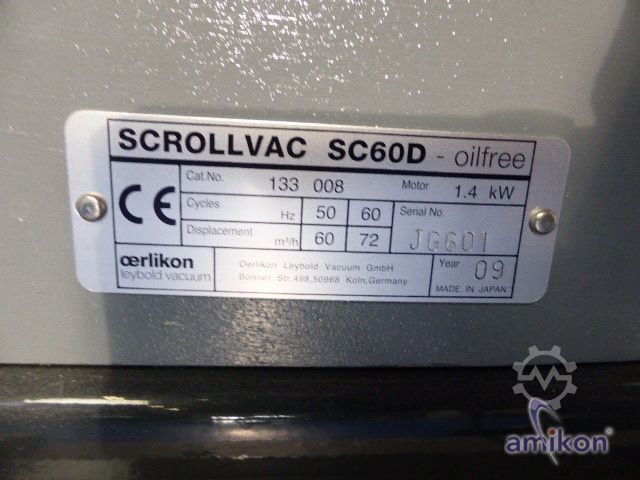 SCROLLVAC SC60D - oilfree
Cat.No. 133 008 Motor 1.4 kW
Cycles Hz 50 60 Serial No.
Displacement m³/h 60 72 JG601
CE
œrlikon
leybold vacuum
Oerlikon Leybold Vacuum GmbH
Bonner Str.498,50968 Köln,Germany
Year 09
MADE IN JAPAN
amikon